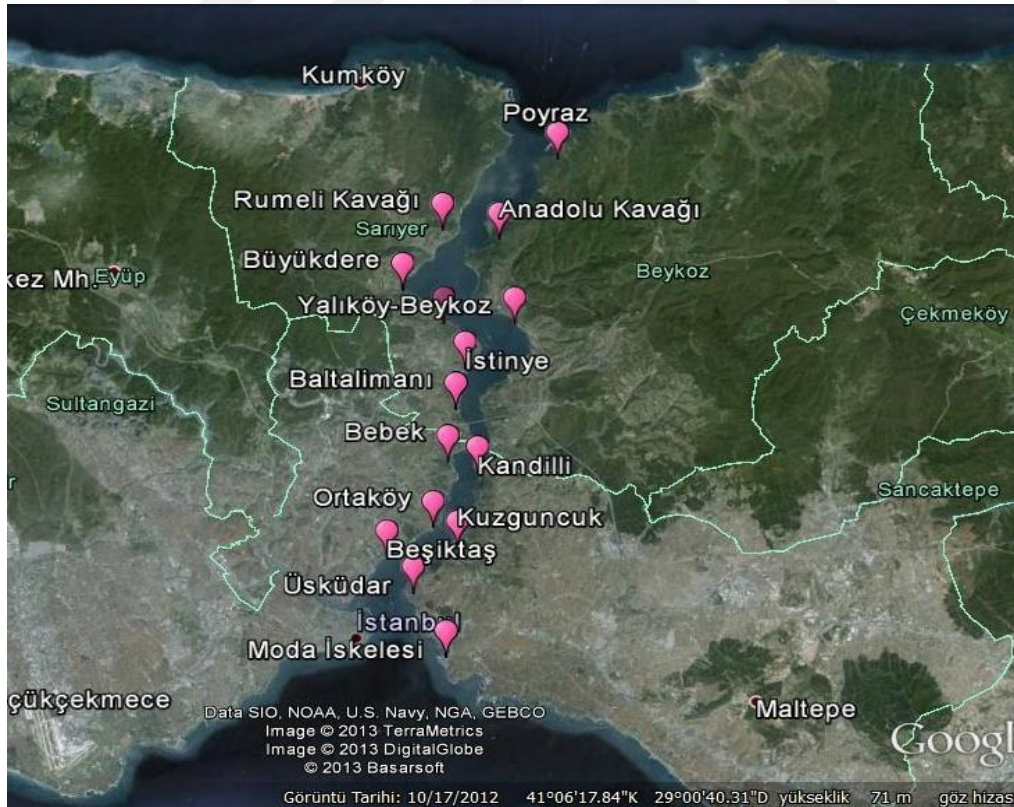 Kumköy
Poyraz
Rumeli Kavağı
Anadolu Kavağı
Sarıyer
Büyükdere
Beykoz
kez Mh.
Eyüp
Yalıköy-Beykoz
Çekmeköy
İstinye
Baltalimanı
Sultangazi
Bebek
Kandilli
r
Sancaktepe
Ortaköy
Kuzguncuk
Beşiktaş
Üsküdar
İstanbul
Moda İskelesi
çükçekmece
Maltepe
Data SIO, NOAA, U.S. Navy, NGA, GEBCO
Image © 2013 TerraMetrics
Image © 2013 DigitalGlobe
© 2013 Basarsoft
Googl
Görüntü Tarihi: 10/17/2012 41°06'17.84"K 29°00'40.31"D yükseklik 71 m göz hizas